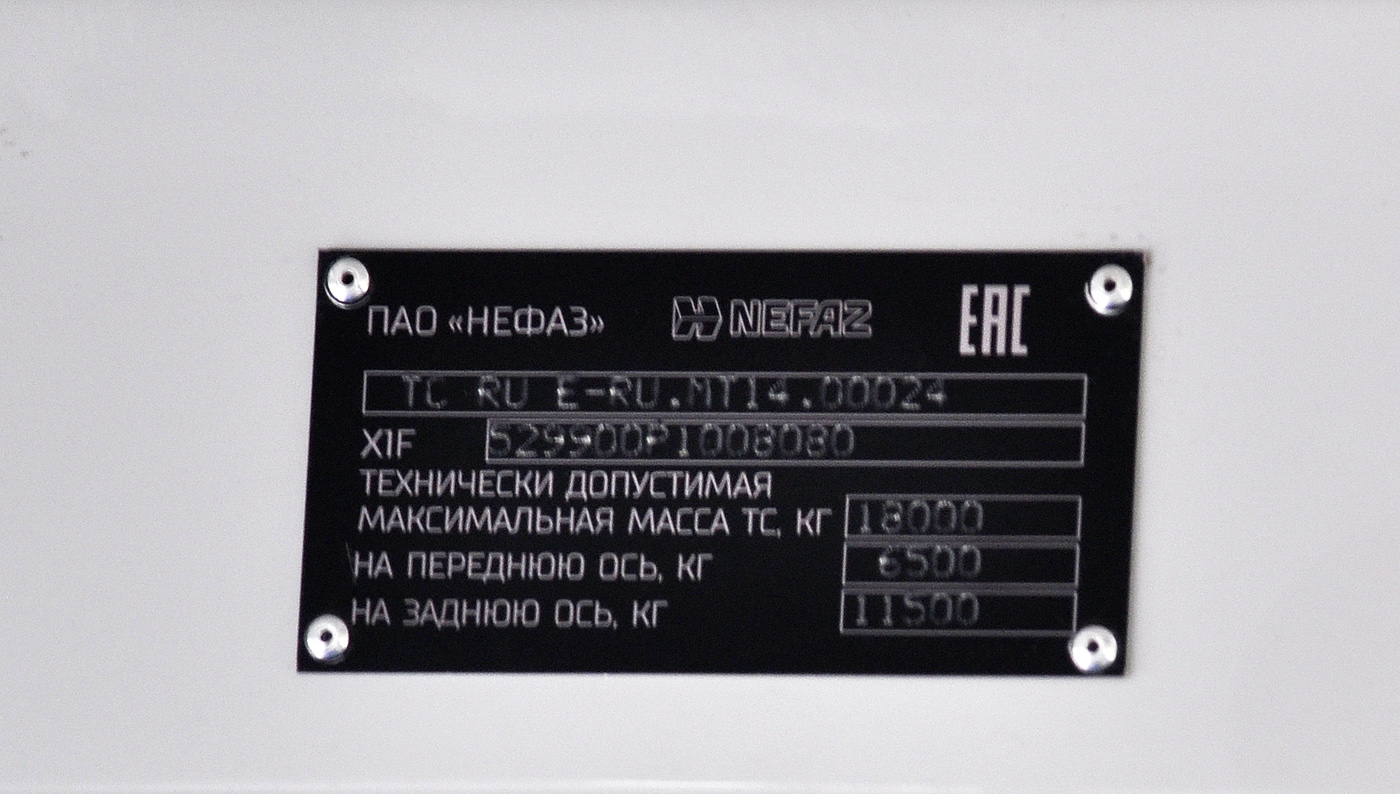 ПАО «НЕФАЗ» NEFAZ EAC
TC RU E-RU.MT14.00024
X1F 529900P1008080
ТЕХНИЧЕСКИ ДОПУСТИМАЯ
МАКСИМАЛЬНАЯ МАССА ТС, КГ 18000
НА ПЕРЕДНЮЮ ОСЬ, КГ 6500
НА ЗАДНЮЮ ОСЬ, КГ 11500